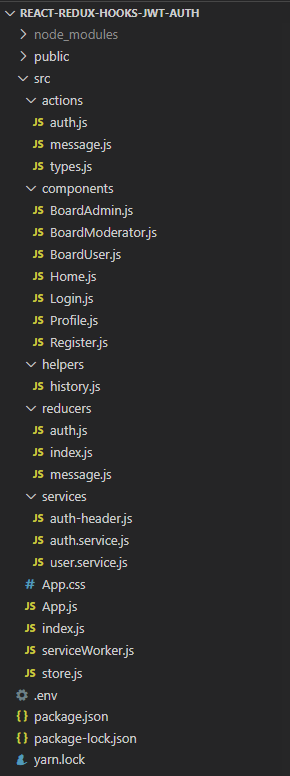 REACT-REDUX-HOOKS-JWT-AUTH
node_modules
public
src
actions
JS auth.js
JS message.js
JS types.js
components
JS BoardAdmin.js
JS BoardModerator.js
JS BoardUser.js
JS Home.js
JS Login.js
JS Profile.js
JS Register.js
helpers
JS history.js
reducers
JS auth.js
JS index.js
JS message.js
services
JS auth-header.js
JS auth.service.js
JS user.service.js
# App.css
JS App.js
JS index.js
JS serviceWorker.js
JS store.js
.env
{ } package.json
{ } package-lock.json
yarn.lock